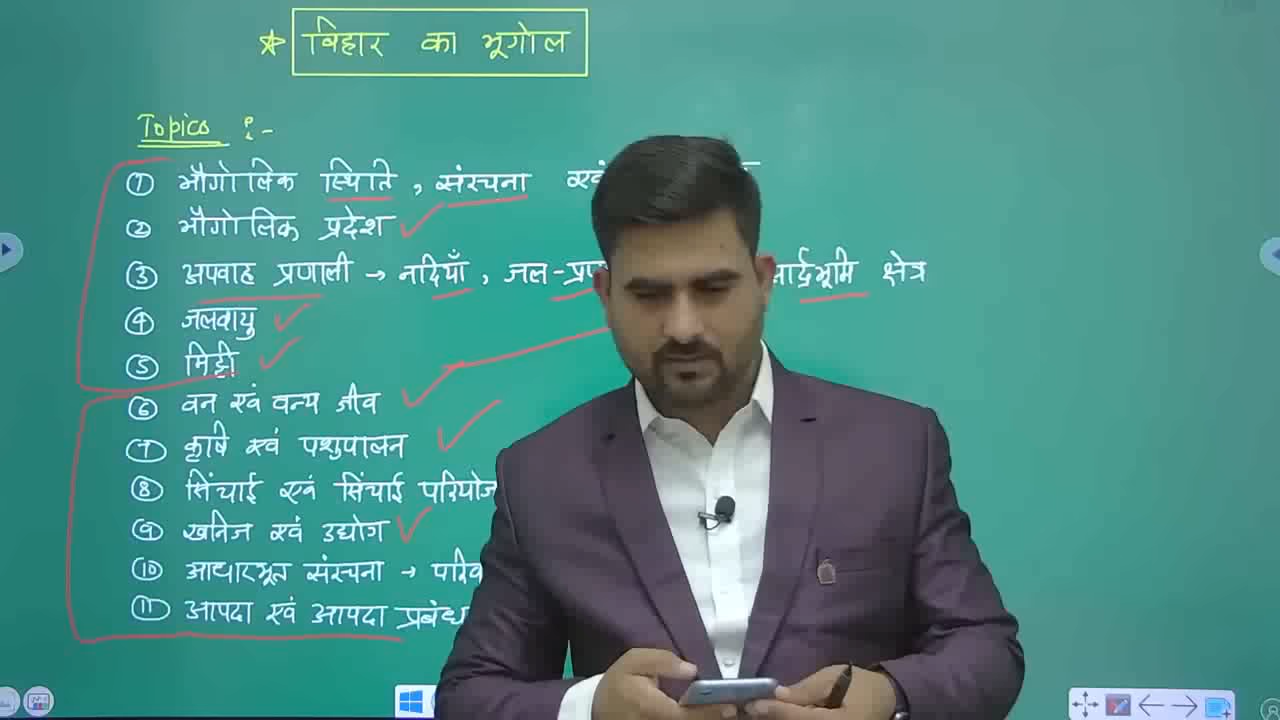 ★ बिहार का भूगोल
Topics :-
① भौगोलिक स्थिति, संरचना एवं
② भौगोलिक प्रदेश
③ अपवाह प्रणाली → नदियाँ, जल-प्र आर्द्रभूमि क्षेत्र
④ जलवायु
⑤ मिट्टी
⑥ वन एवं वन्य जीव
⑦ कृषि एवं पशुपालन
⑧ सिंचाई एवं सिंचाई परियोज
⑨ खनिज एवं उद्योग
⑩ आधारभूत संरचना → परिव
⑪ आपदा एवं आपदा प्रबंध